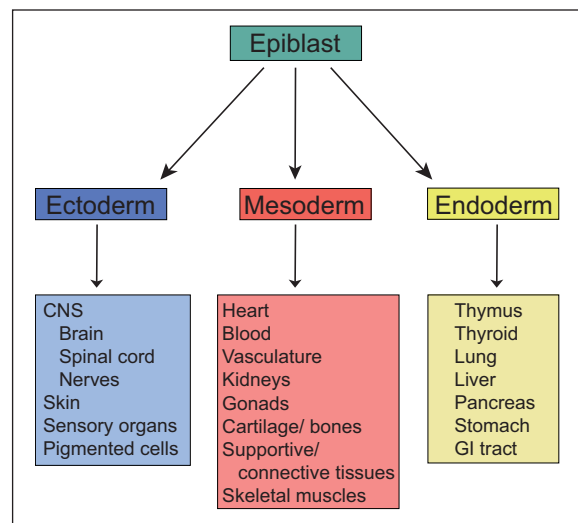 Epiblast
Ectoderm
Mesoderm
Endoderm
CNS
Brain
Spinal cord
Nerves
Skin
Sensory organs
Pigmented cells
Heart
Blood
Vasculature
Kidneys
Gonads
Cartilage/ bones
Supportive/
connective tissues
Skeletal muscles
Thymus
Thyroid
Lung
Liver
Pancreas
Stomach
GI tract